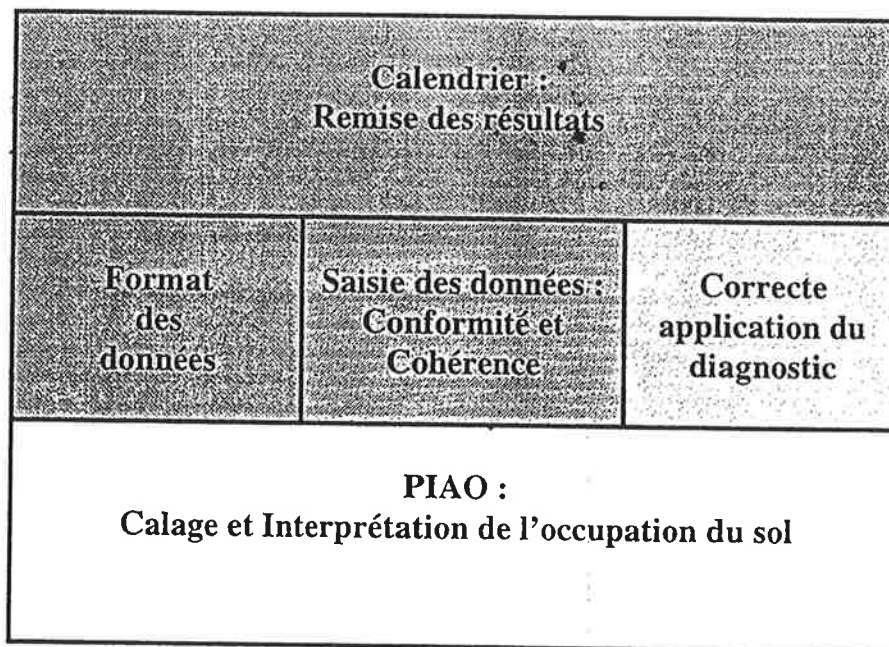 Calendrier :
Remise des résultats
Format
des
données
Saisie des données :
Conformité et
Cohérence
Correcte
application du
diagnostic
PIAO :
Calage et Interprétation de l'occupation du sol